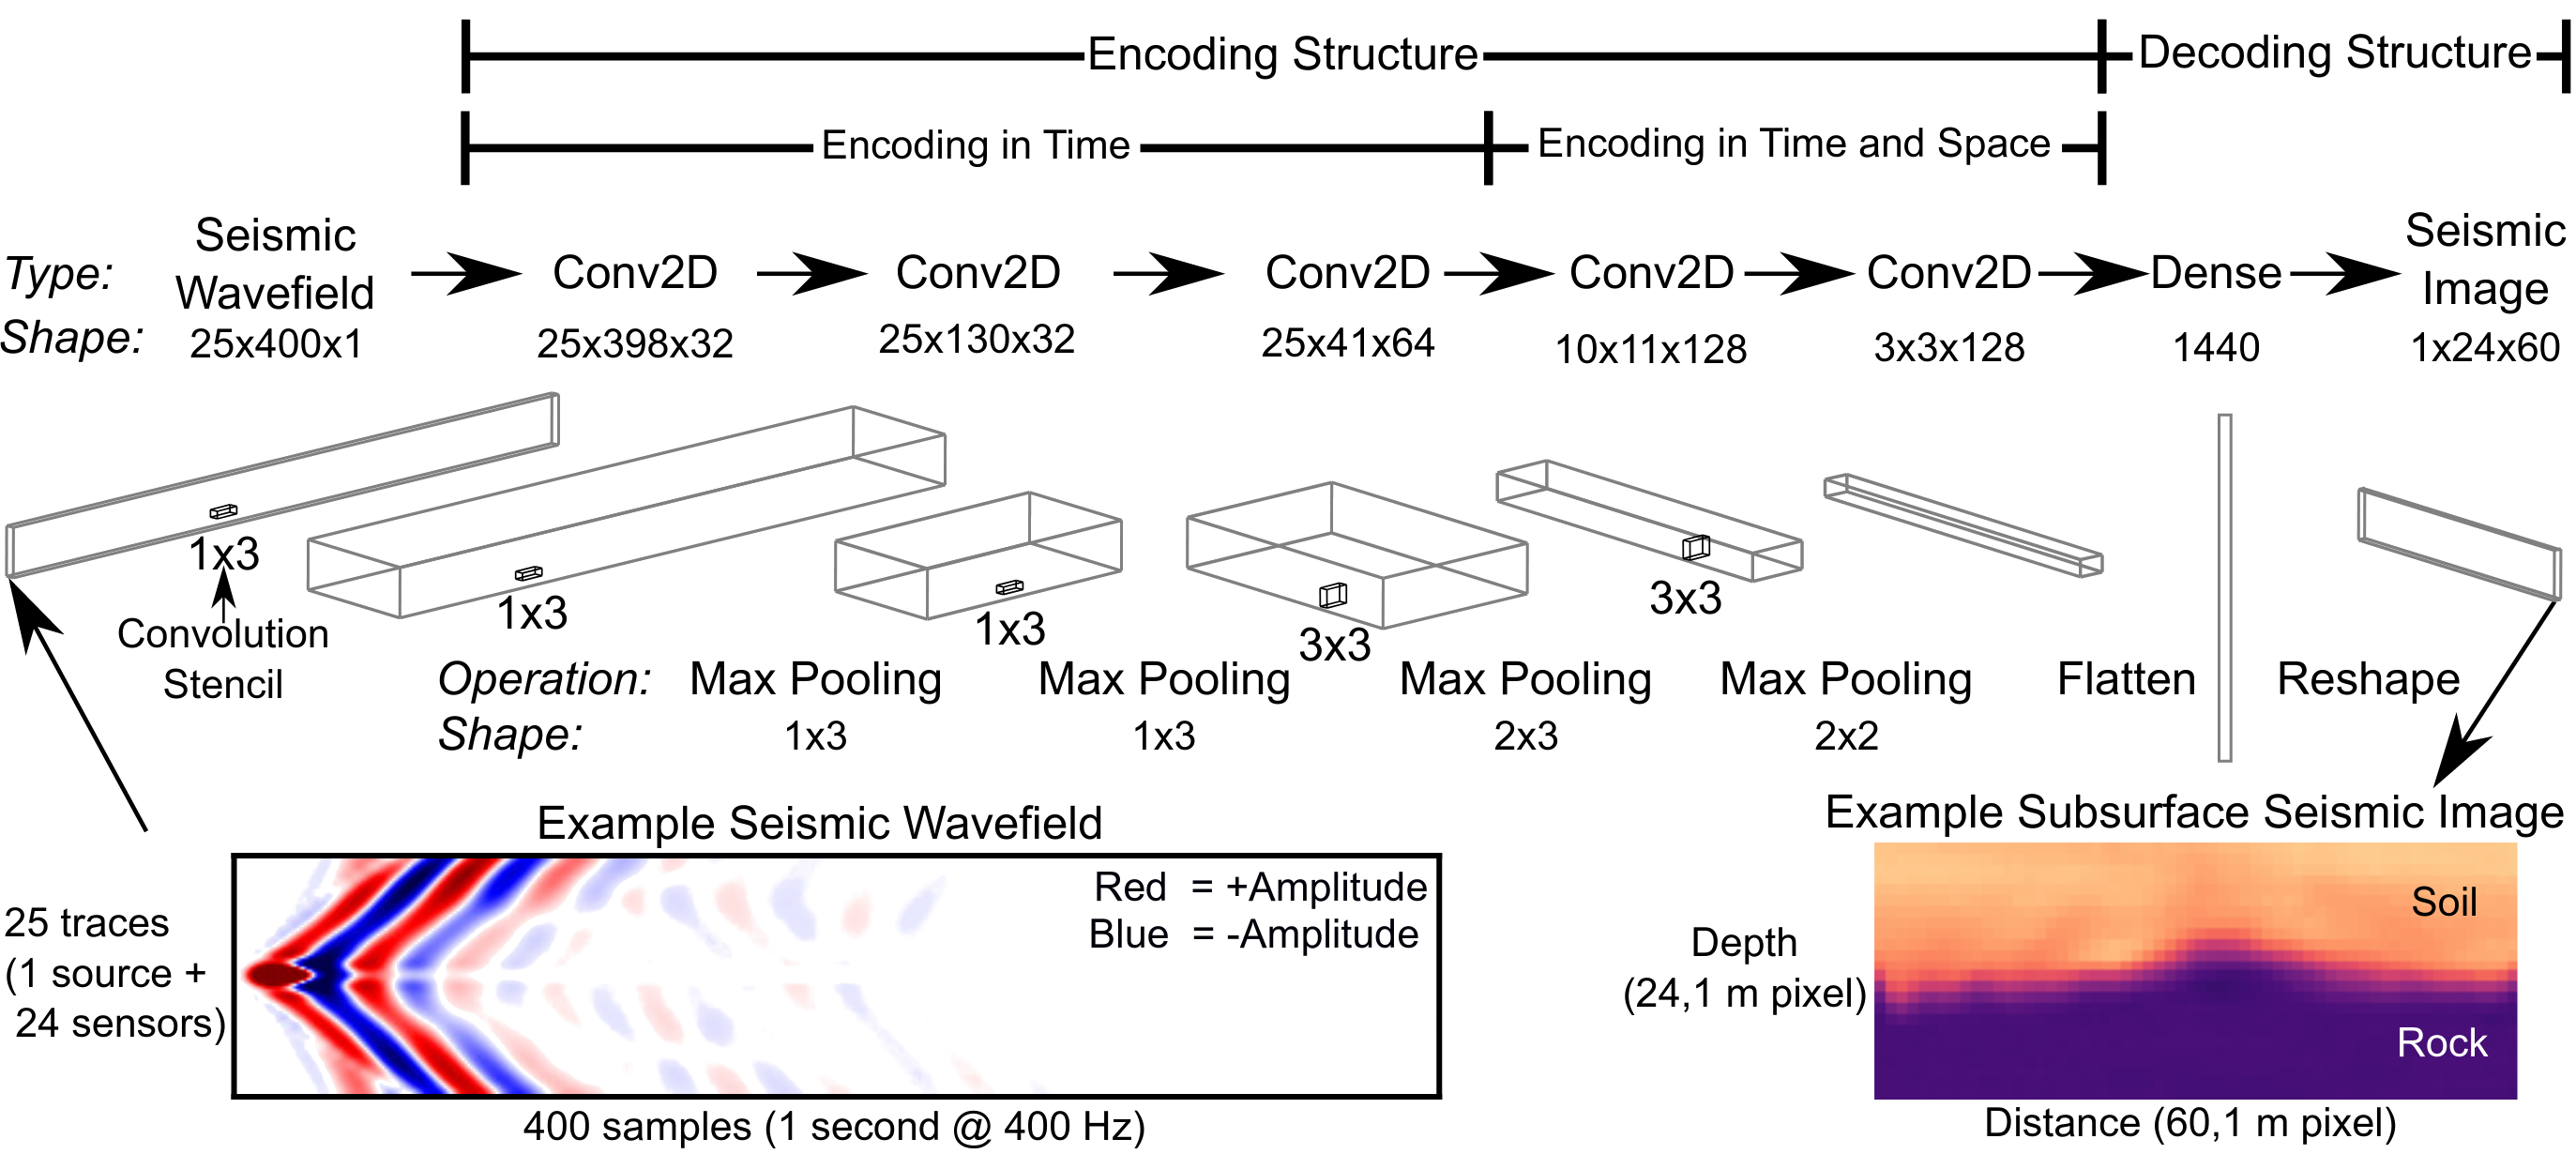 Encoding Structure
Decoding Structure
Encoding in Time
Encoding in Time and Space
Type:
Seismic
Wavefield
Conv2D
Conv2D
Conv2D
Conv2D
Conv2D
Dense
Seismic
Image
Shape:
25x400x1
25x398x32
25x130x32
25x41x64
10x11x128
3x3x128
1440
1x24x60
1x3
Convolution
Stencil
1x3
1x3
3x3
3x3
Operation:
Max Pooling
Max Pooling
Max Pooling
Max Pooling
Flatten
Reshape
Shape:
1x3
1x3
2x3
2x2
Example Seismic Wavefield
25 traces
(1 source +
24 sensors)
Red = +Amplitude
Blue = -Amplitude
400 samples (1 second @ 400 Hz)
Example Subsurface Seismic Image
Depth
(24,1 m pixel)
Soil
Rock
Distance (60,1 m pixel)